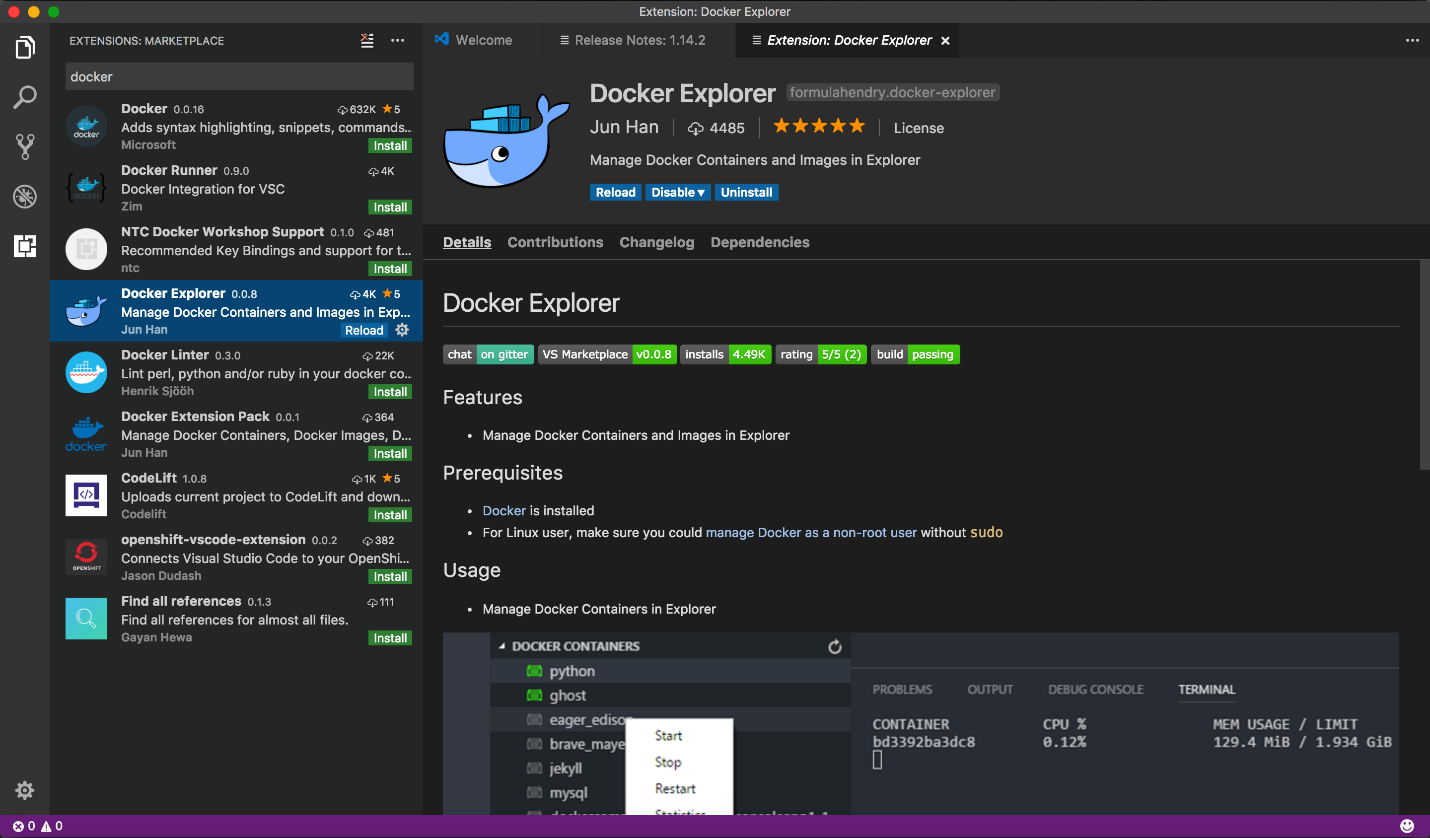 Extension: Docker Explorer
EXTENSIONS: MARKETPLACE
docker
Docker 0.0.16 632K 5
Adds syntax highlighting, snippets, commands...
Microsoft Install
Docker Runner 0.9.0 4K
Docker Integration for VSC
Zim Install
NTC Docker Workshop Support 0.1.0 481
Recommended Key Bindings and support for t...
ntc Install
Docker Explorer 0.0.8 4K 5
Manage Docker Containers and Images in Exp...
Jun Han Reload
Docker Linter 0.3.0 22K
Lint perl, python and/or ruby in your docker co...
Henrik Sjööh Install
Docker Extension Pack 0.0.1 364
Manage Docker Containers, Docker Images, D...
Jun Han Install
docker
CodeLift 1.0.8 1K 5
Uploads current project to CodeLift and down...
Codelift Install
openshift-vscode-extension 0.0.2 382
Connects Visual Studio Code to your OpenShi...
Jason Dudash Install
OPENSHIFT
Find all references 0.1.3 111
Find all references for almost all files.
Gayan Hewa Install
Welcome Release Notes: 1.14.2 Extension: Docker Explorer
Docker Explorer formulahendry.docker-explorer
Jun Han 4485 License
Manage Docker Containers and Images in Explorer
Reload Disable Uninstall
Details Contributions Changelog Dependencies
Docker Explorer
chat on gitter VS Marketplace v0.0.8 installs 4.49K rating 5/5 (2) build passing
Features
• Manage Docker Containers and Images in Explorer
Prerequisites
• Docker is installed
• For Linux user, make sure you could manage Docker as a non-root user without sudo
Usage
• Manage Docker Containers in Explorer
DOCKER CONTAINERS
python
ghost
eager_ediso
brave_maye
jekyll
mysql
Start
Stop
Restart
Statistics
PROBLEMS OUTPUT DEBUG CONSOLE TERMINAL
CONTAINER CPU % MEM USAGE / LIMIT
bd3392ba3dc8 0.12% 129.4 MiB / 1.934 GiB
0 0